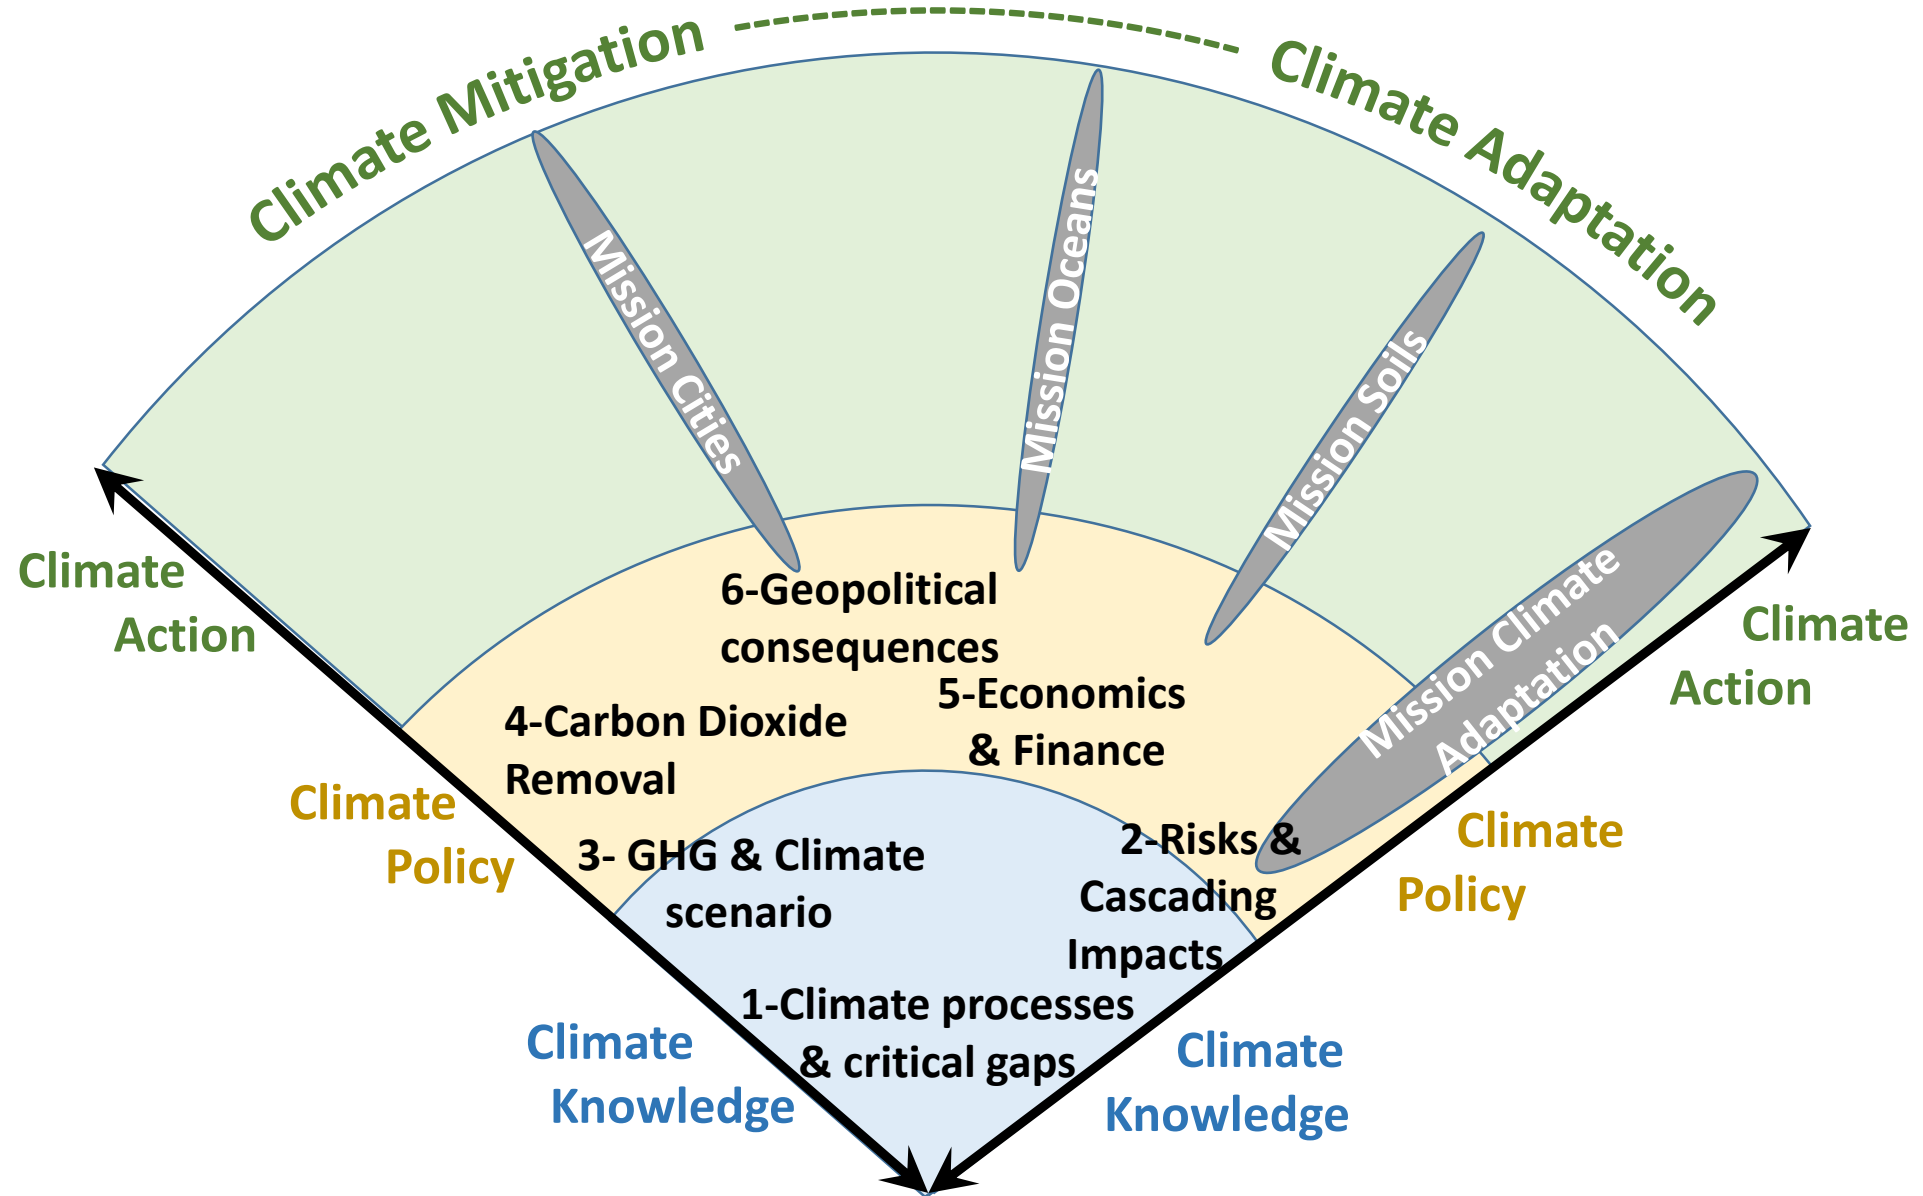 Climate Mitigation
Climate Adaptation
Mission Cities
Mission Oceans
Mission Soils
Mission Climate
Adaptation
Climate
Action
Climate
Action
6-Geopolitical
consequences
5-Economics
& Finance
4-Carbon Dioxide
Removal
Climate
Policy
Climate
Policy
3- GHG & Climate
scenario
2-Risks &
Cascading
Impacts
1-Climate processes
& critical gaps
Climate
Knowledge
Climate
Knowledge